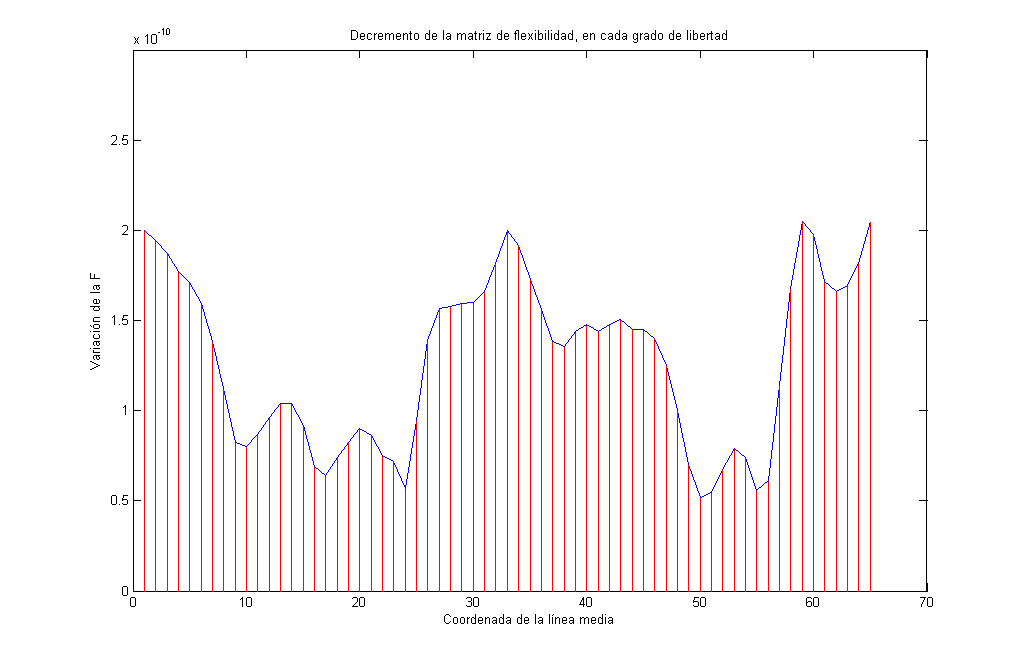 Decremento de la matriz de flexibilidad, en cada grado de libertad
x 10-10
2.5
2
1.5
1
0.5
0
Variación de la F
0 10 20 30 40 50 60 70
Coordenada de la línea media